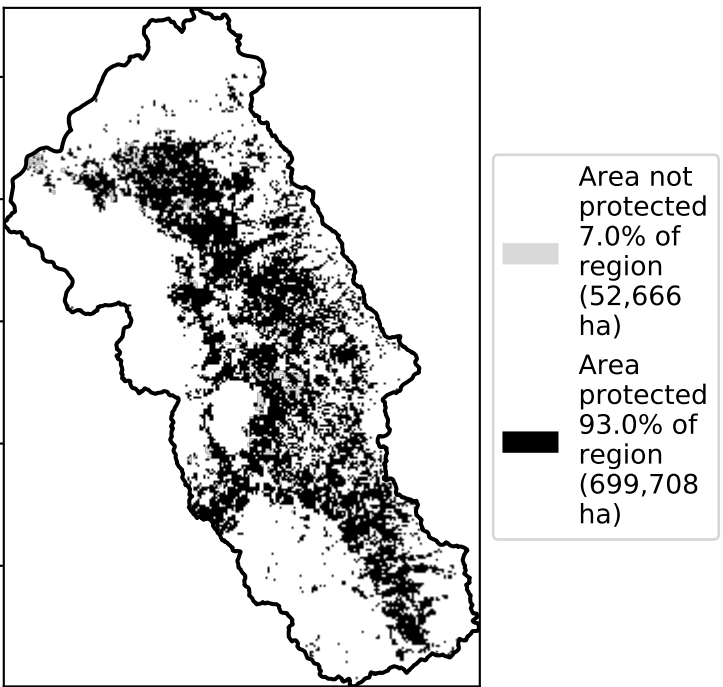 Area not
protected
7.0% of
region
(52,666
ha)
Area
protected
93.0% of
region
(699,708
ha)